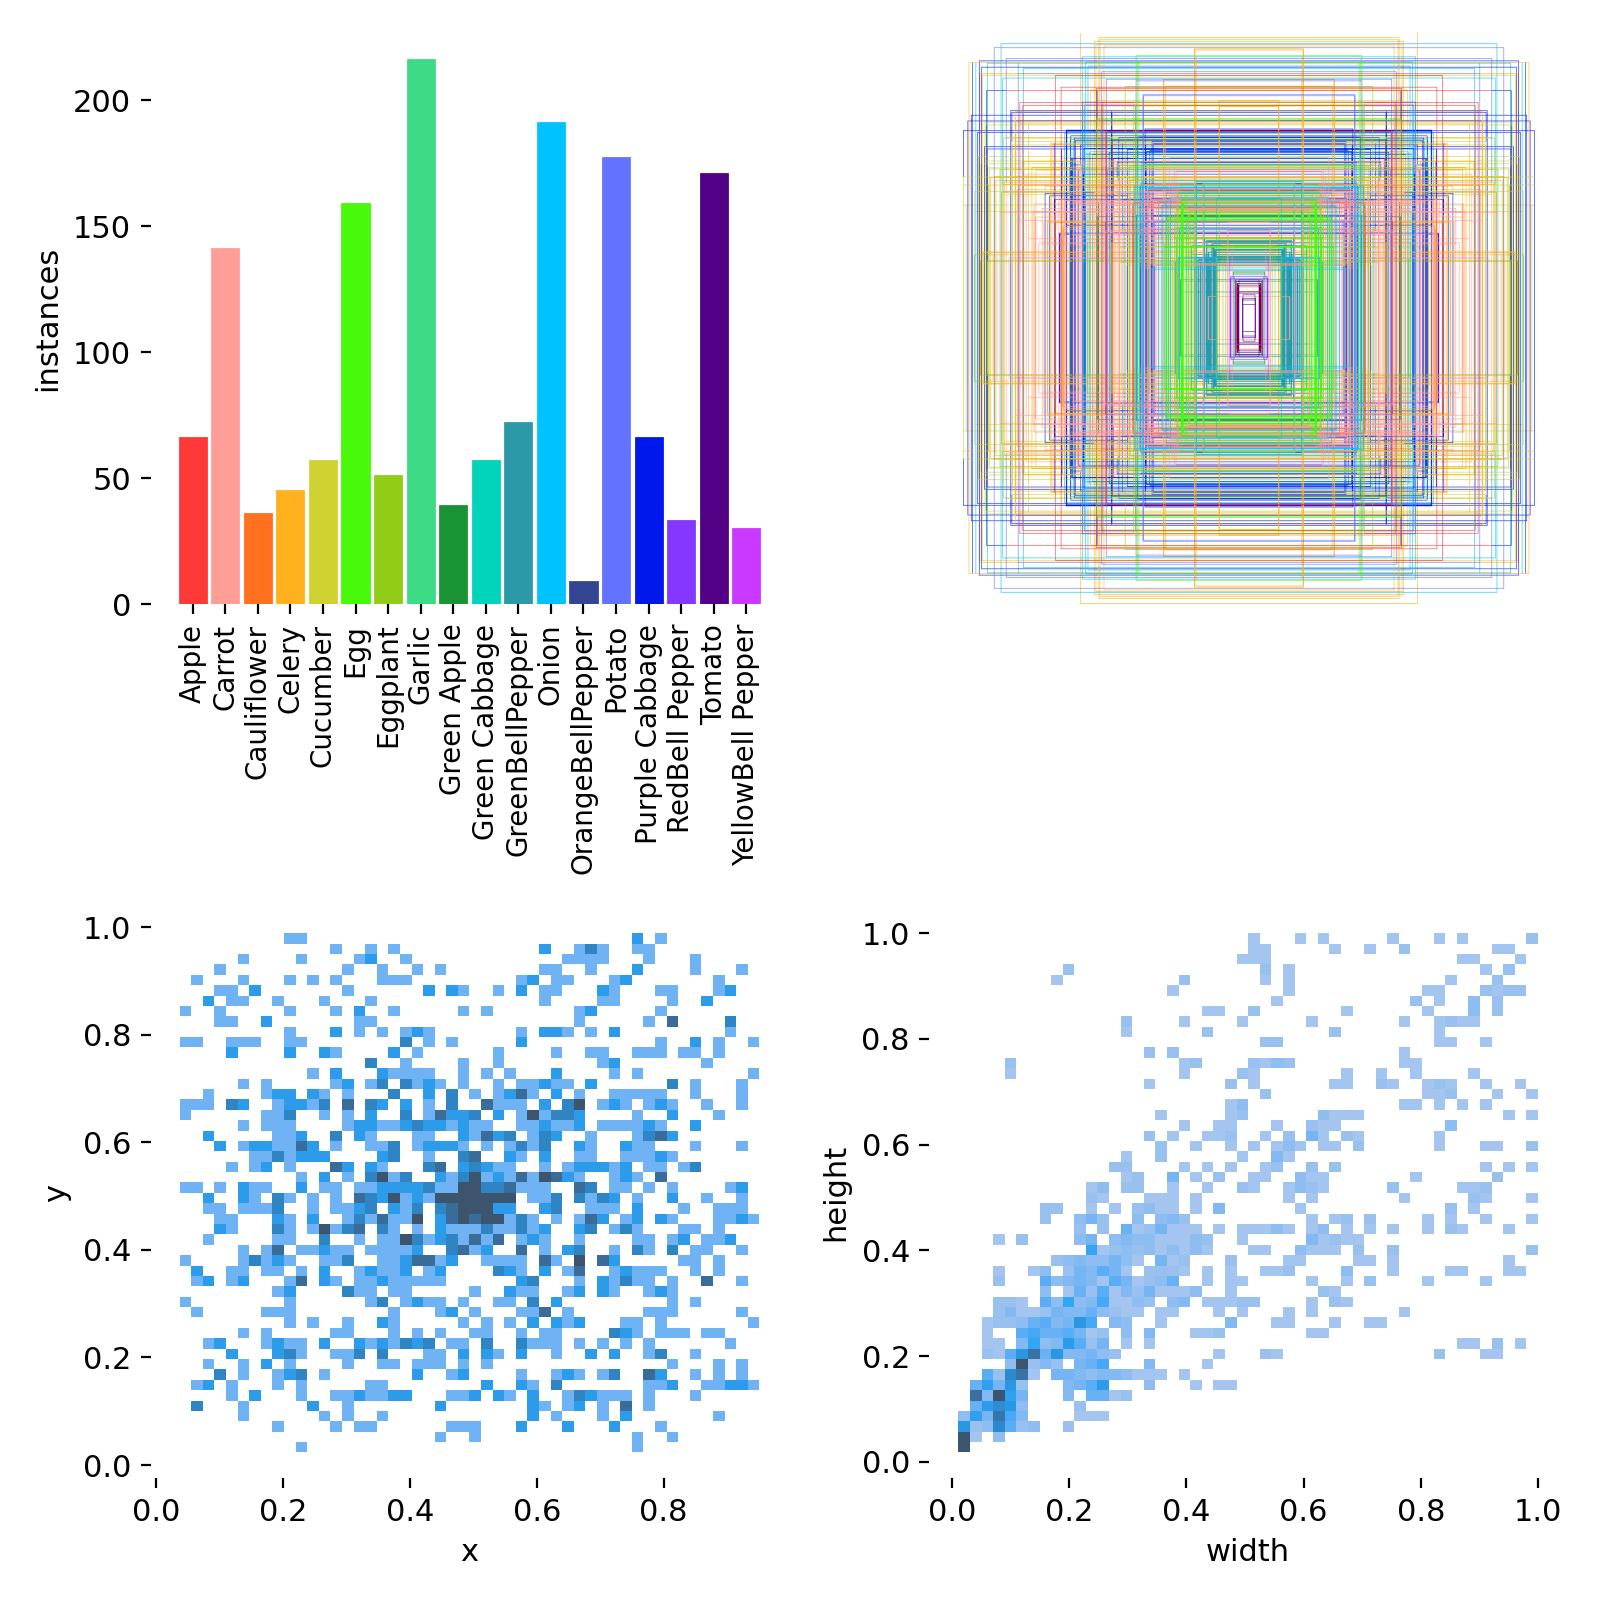 instances
200
150
100
50
0
Apple
Carrot
Cauliflower
Celery
Cucumber
Egg
Eggplant
Garlic
Green Apple
Green Cabbage
GreenBellPepper
Onion
OrangeBellPepper
Potato
Purple Cabbage
RedBell Pepper
Tomato
YellowBell Pepper
y
1.0
0.8
0.6
0.4
0.2
0.0
0.0 0.2 0.4 0.6 0.8
x
height
1.0
0.8
0.6
0.4
0.2
0.0
0.0 0.2 0.4 0.6 0.8 1.0
width